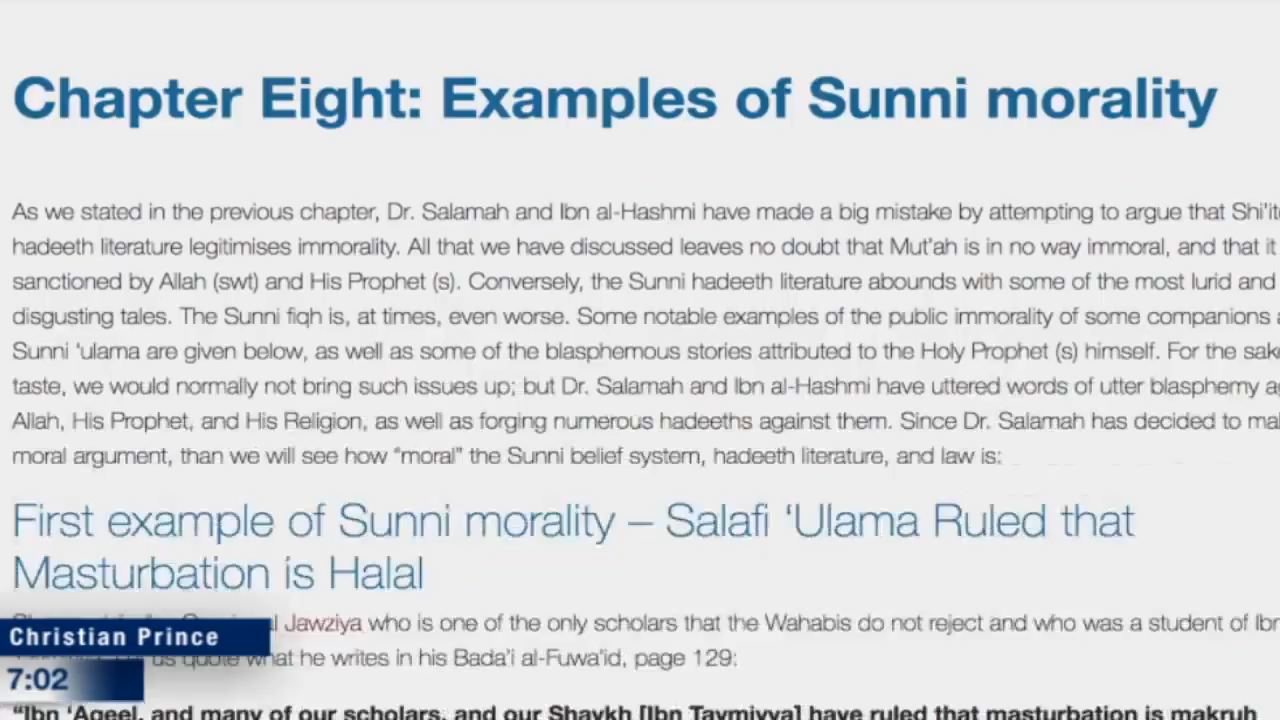 Chapter Eight: Examples of Sunni morality
As we stated in the previous chapter, Dr. Salamah and Ibn al-Hashmi have made a big mistake by attempting to argue that
hadeeth literature legitimises immorality. All that we have discussed leaves no doubt that Mut'ah is in no way immoral, and that it
sanctioned by Allah (swt) and His Prophet (s). Conversely, the Sunni hadeeth literature abounds with some of the most lurid and
disgusting tales. The Sunni fiqh is, at times, even worse. Some notable examples of the public immorality of some companions
Sunni 'ulama are given below, as well as some of the blasphemous stories attributed to the Holy Prophet (s) himself. For the
taste, we would normally not bring such issues up; but Dr. Salamah and Ibn al-Hashmi have uttered words of utter blasphemy
Allah, His Prophet, and His Religion, as well as forging numerous hadeeths against them. Since Dr. Salamah has decided to
moral argument, than we will see how “moral” the Sunni belief system, hadeeth literature, and law is:
First example of Sunni morality – Salafi ‘Ulama Ruled that
Masturbation is Halal
Jawziya who is one of the only scholars that the Wahabis do not reject and who was a student of
us quote what he writes in his Bada'i al-Fuwa'id, page 129:
“Ibn ‘Aqeel, and many of our scholars, and our Shaykh [Ibn Taymiyya] have ruled that masturbation is makruh
Christian Prince
7:02